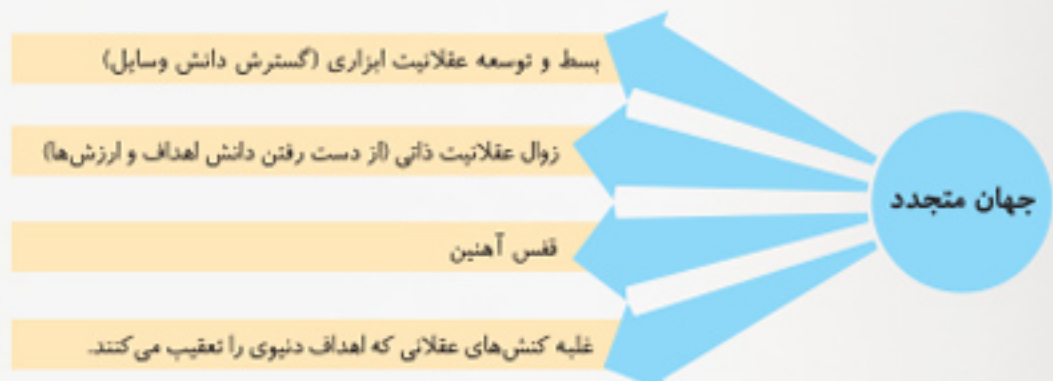 جهان متجدد
بسط و توسعه عقلانیت ابزاری (گسترش دانش وسایل)
زوال عقلانیت ذاتی (از دست رفتن دانش اهداف و ارزش‌ها)
قفس آهنین
غلبه کنش‌های عقلانی که اهداف دنیوی را تعقیب می‌کنند.